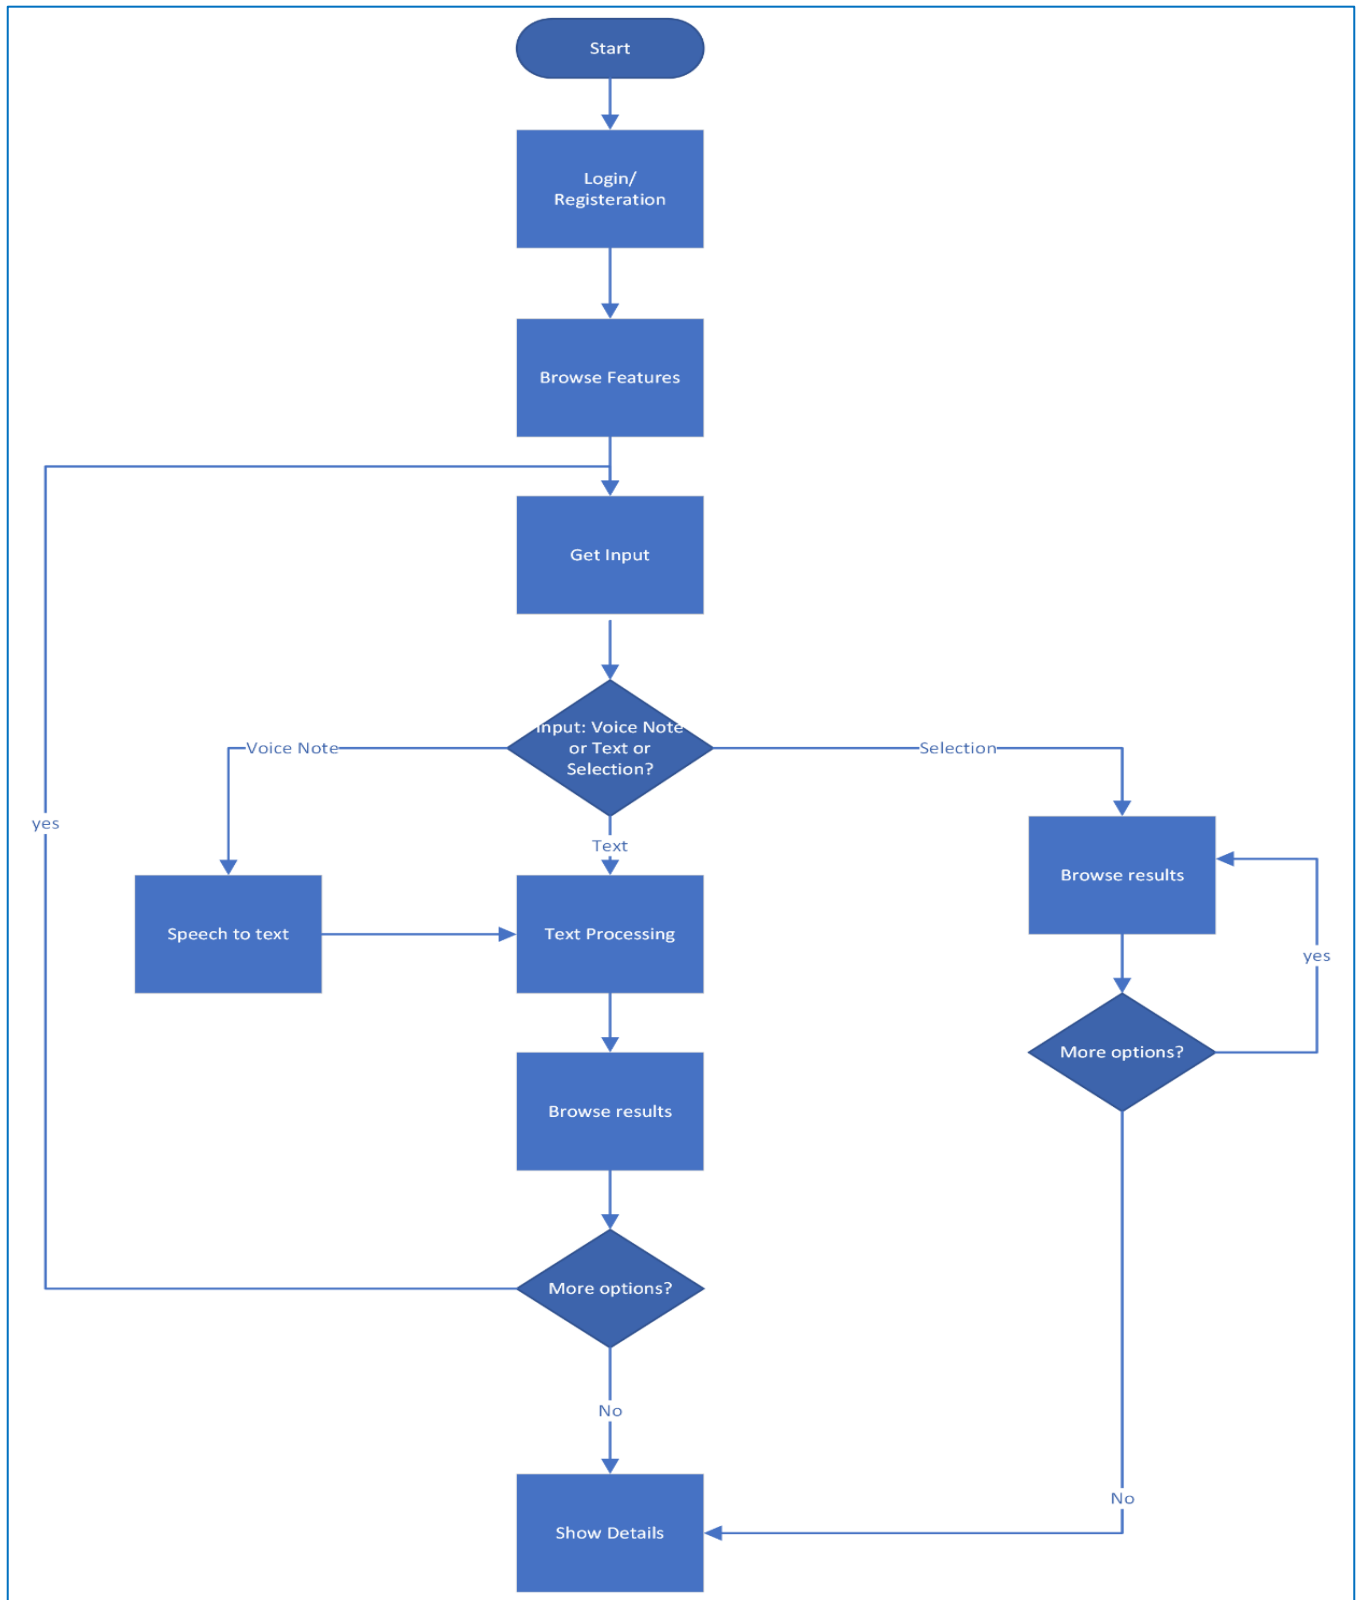 Start
Login/
Registeration
Browse Features
Get Input
Input: Voice Note
or Text or
Selection?
Voice Note
Selection
Text
yes
Speech to text
Text Processing
Browse results
yes
More options?
Browse results
More options?
No
No
Show Details